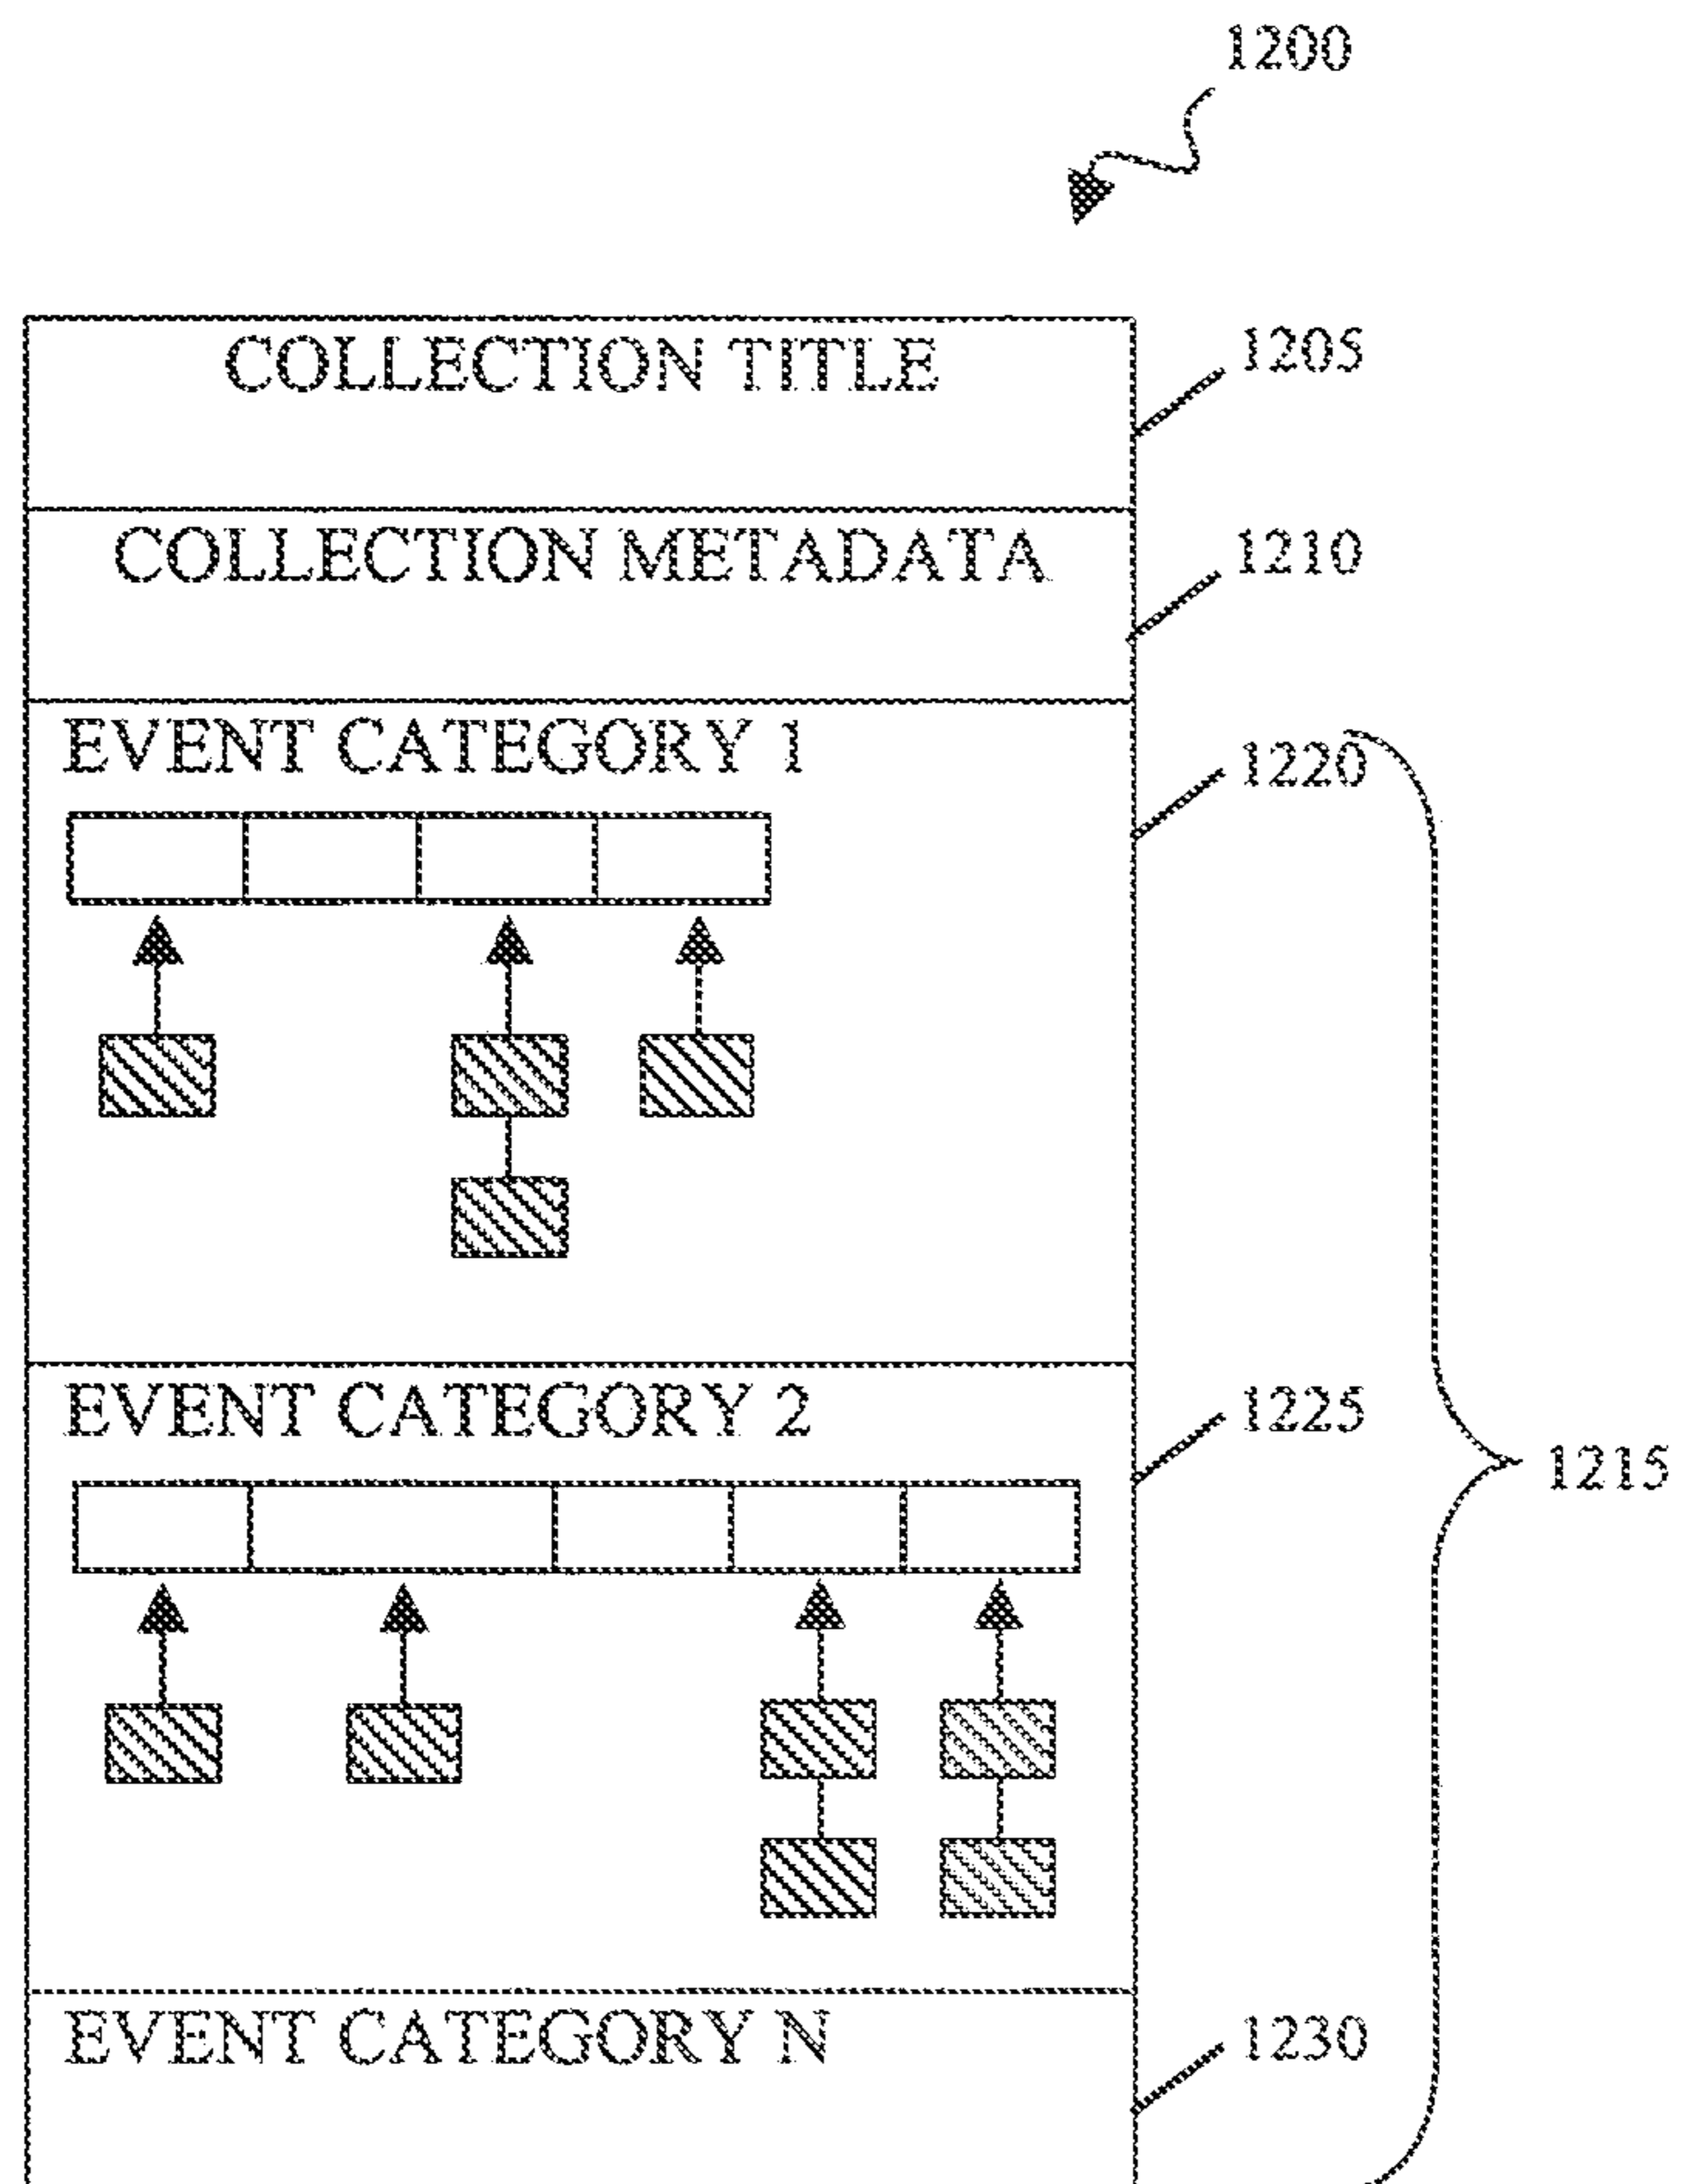 1200
COLLECTION TITLE
1205
COLLECTION METADATA
1210
EVENT CATEGORY 1
1220
EVENT CATEGORY 2
1225
1215
EVENT CATEGORY N
1230